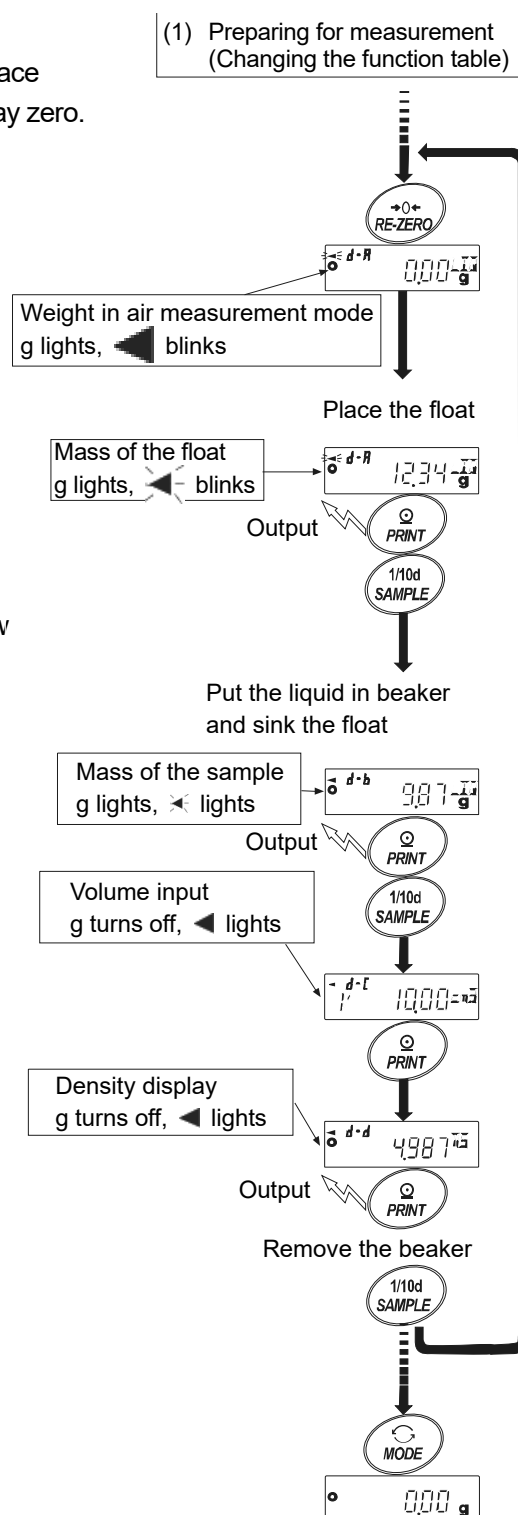 (1) Preparing for measurement
(Changing the function table)
ace
ay zero.
→0←
RE-ZERO
d-A
0.00 g
Weight in air measurement mode
g lights, ◀ blinks
Place the float
Mass of the float
g lights, ◀ blinks
d-A
12.34 g
Output
PRINT
1/10d
SAMPLE
w
Put the liquid in beaker
and sink the float
Mass of the sample
g lights, ◀ lights
d-b
9.87 g
Output
PRINT
1/10d
SAMPLE
Volume input
g turns off, ◀ lights
d-C
10.00
PRINT
Density display
g turns off, ◀ lights
d-d
4.987
Output
PRINT
Remove the beaker
1/10d
SAMPLE
MODE
0.00 g